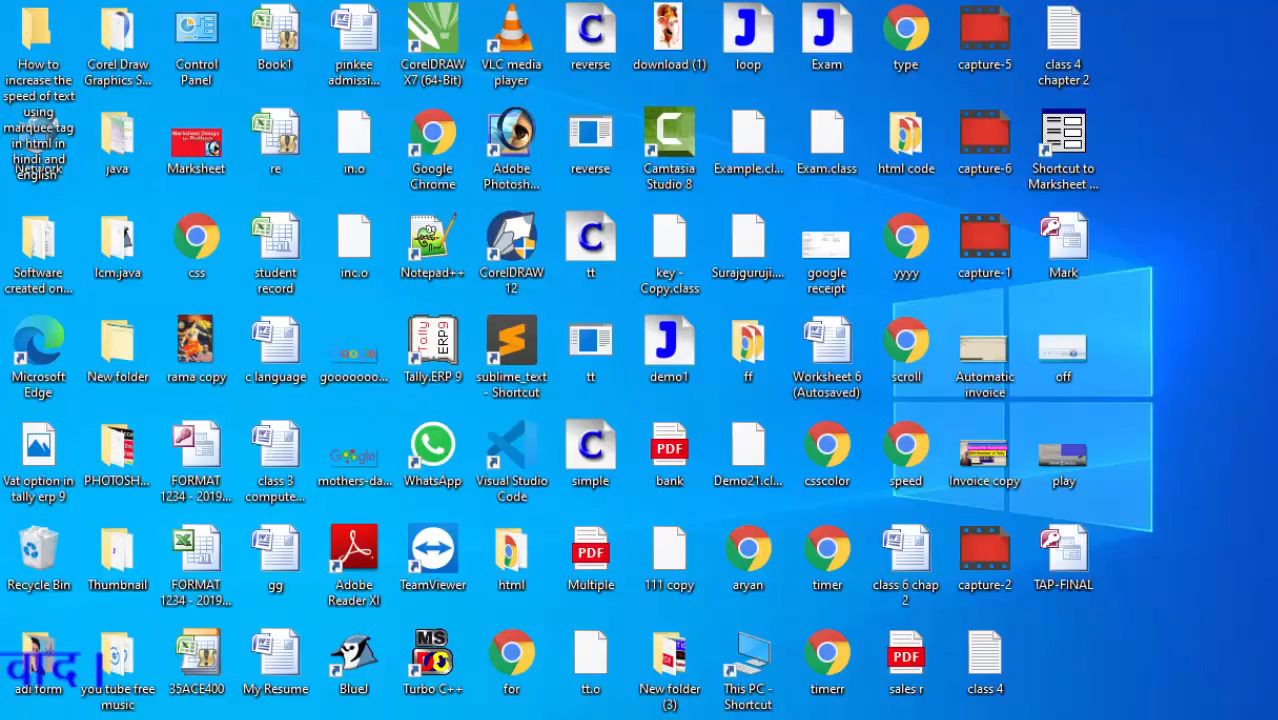 How to increase the speed of text using marquee tag in html in hindi and english
Corel Draw Graphics S...
Control Panel
Book1
pinkee admissi...
CorelDRAW X7 (64-Bit)
VLC media player
reverse
download (1)
loop
Exam
type
capture-5
class 4 chapter 2
Network
java
Marksheet
re
in.o
Google Chrome
Adobe Photosh...
reverse
Camtasia Studio 8
Example.cl...
Exam.class
html code
capture-6
Shortcut to Marksheet ...
Software created on...
lcm.java
css
student record
inc.o
Notepad++
CorelDRAW 12
tt
key - Copy.class
Surajguruji....
google receipt
yyyy
capture-1
Mark
Microsoft Edge
New folder
rama copy
c language
gooooooo...
Tally.ERP 9
sublime_text - Shortcut
tt
demo1
ff
Worksheet 6 (Autosaved)
scroll
Automatic invoice
off
Vat option in tally erp 9
PHOTOSH...
FORMAT 1234 - 2019...
class 3 compute...
mothers-da...
WhatsApp
Visual Studio Code
simple
PDF
bank
Demo21.cl...
csscolor
speed
Invoice copy
play
Recycle Bin
Thumbnail
FORMAT 1234 - 2019...
gg
Adobe Reader XI
TeamViewer
html
PDF
Multiple
111 copy
aryan
timer
class 6 chap 2
capture-2
TAP-FINAL
वाद |
adi form
you tube free music
35ACE400
My Resume
BlueJ
MS
Turbo C++
for
tt.o
New folder (3)
This PC - Shortcut
timerr
PDF
sales r
class 4